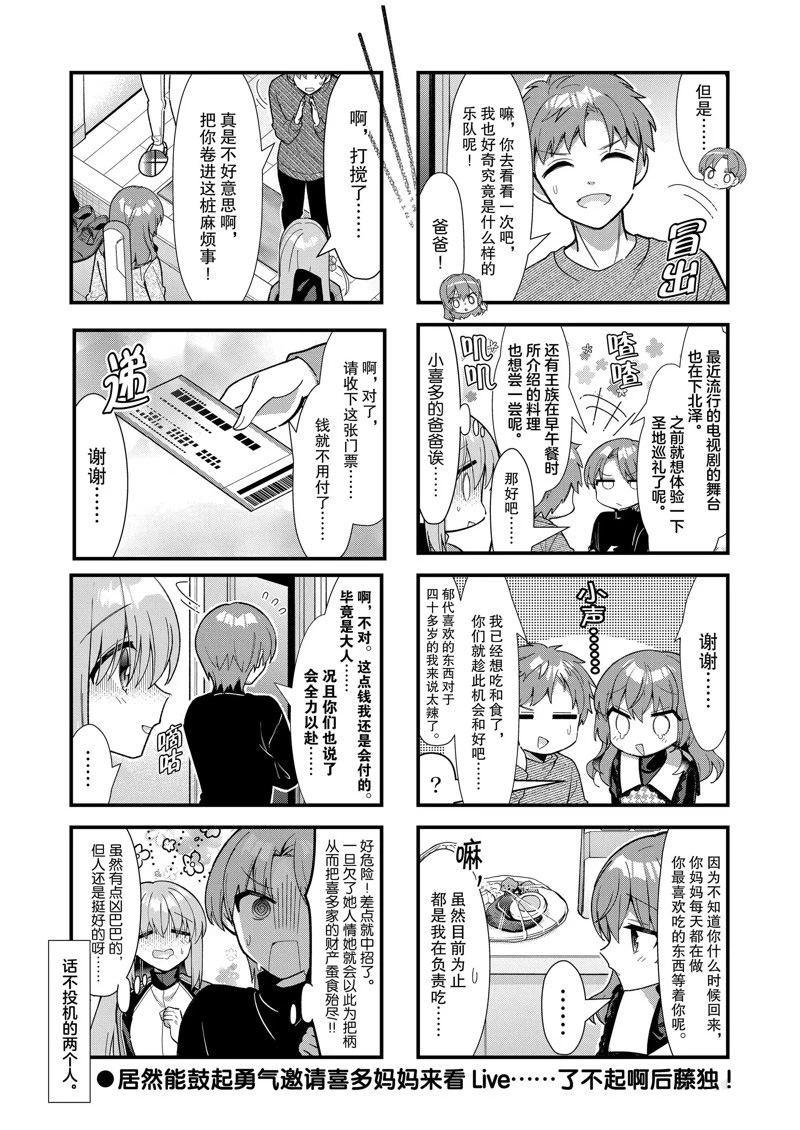 但是……
嘛，你去看看一次吧，
我也好奇究竟是什么样的
乐队呢！
爸爸！
冒出
最近流行的电视剧的舞台
也在下北泽。
之前就想体验一下
圣地巡礼了呢。
喳喳
叽叽
还有王族在早午餐时
所介绍的料理
也想尝一尝呢。
那好吧……
小喜多的爸爸诶……
谢谢……
小声……
我已经想吃和食了，
你们就趁此机会和好吧……
郁代喜欢的东西对于
四十多岁的我来说太辣了。
？
因为不知道你什么时候回来，
你妈妈每天都在做
你最喜欢吃的东西等着你呢。
嘛，
虽然目前为止
都是我在负责吃……
……
啊，打搅了……
真是不好意思啊，
把你卷进这桩麻烦事！
啊，对了，
请收下这张门票……
钱就不用付了……
递
谢谢……
啊，不对。这点钱我还是会付的。
毕竟是大人……
况且你们也说了
会全力以赴……
嘀咕
……
好危险！差点就中招了。
一旦欠了她人情她就会以此为把柄
从而把喜多家的财产蚕食殆尽!!
虽然有点凶巴巴的，
但人还是挺好的呀……
话不投机的两个人。
●居然能鼓起勇气邀请喜多妈妈来看 Live……了不起啊后藤独！